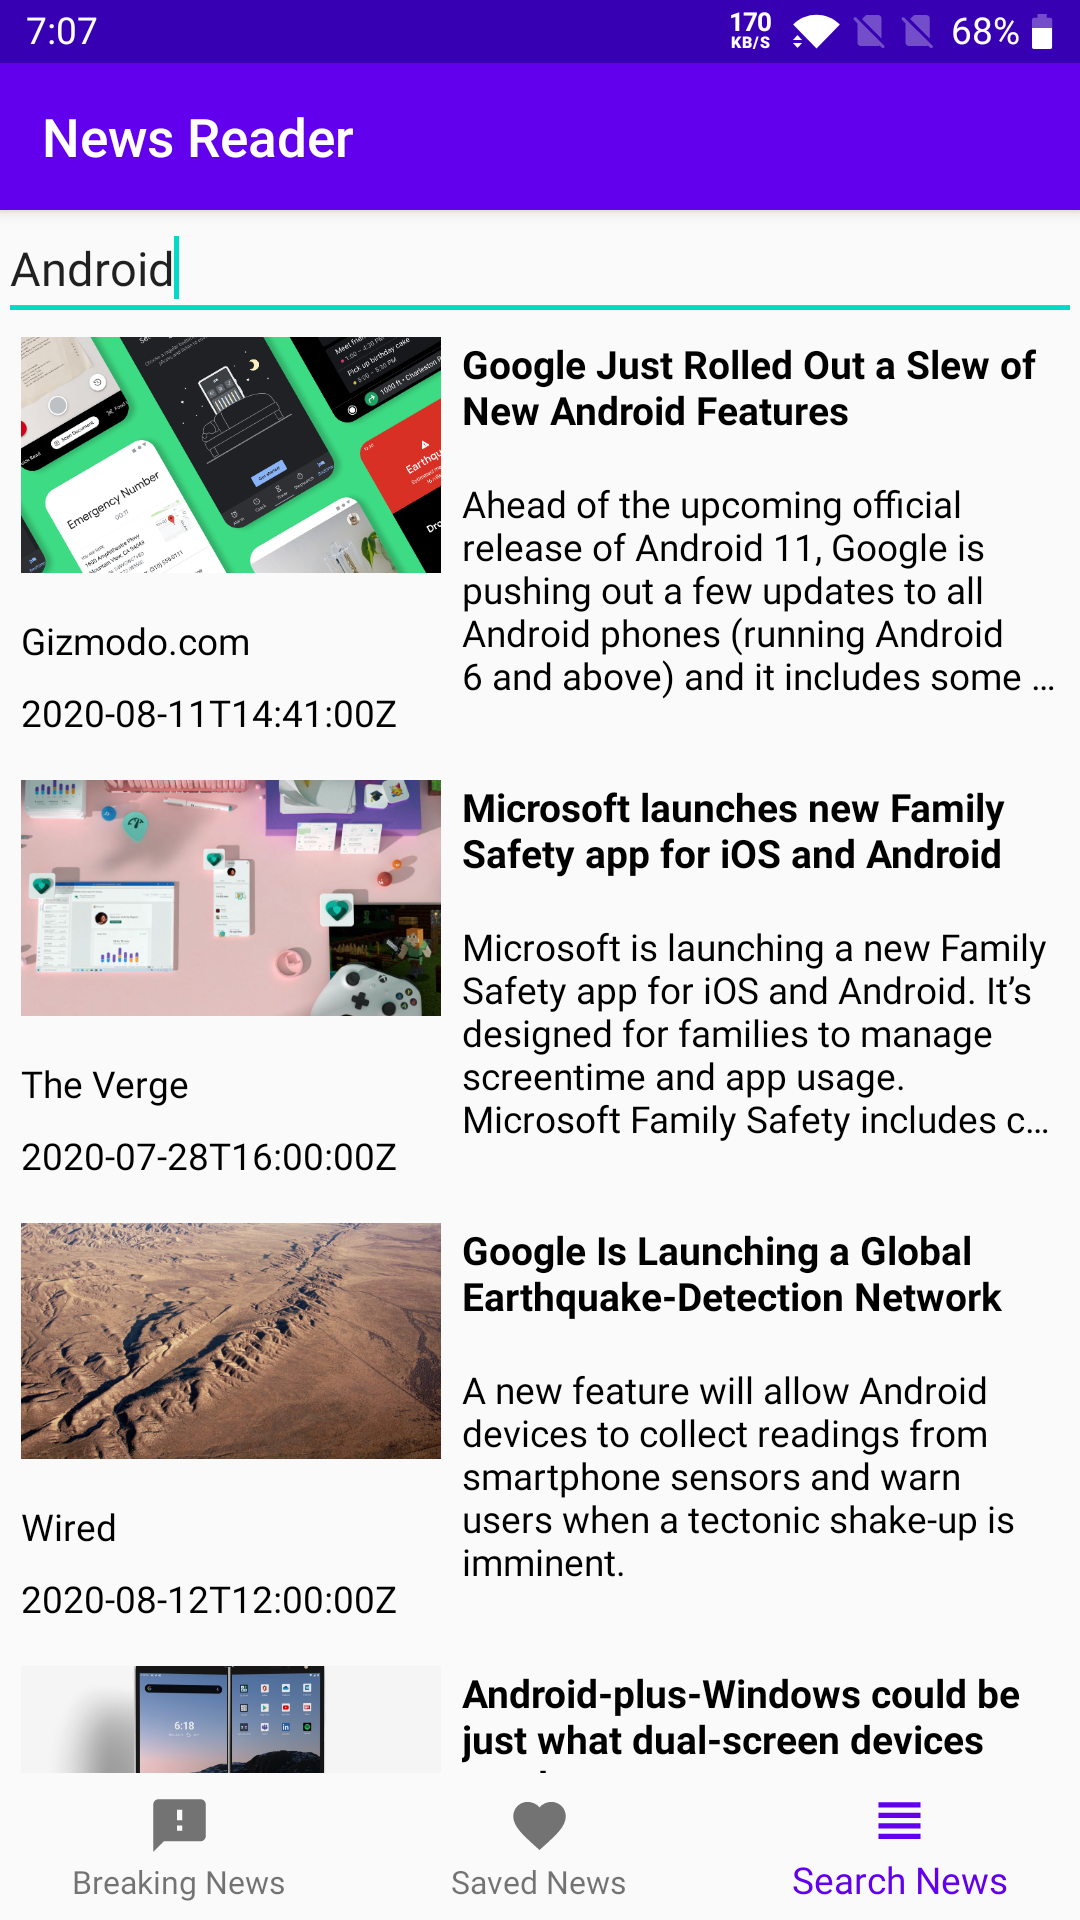 7:07
170
KB/S
68%
News Reader
Android
Emergency Number
Google Just Rolled Out a Slew of
New Android Features
Ahead of the upcoming official
release of Android 11, Google is
pushing out a few updates to all
Android phones (running Android
6 and above) and it includes some …
Gizmodo.com
2020-08-11T14:41:00Z
Microsoft launches new Family
Safety app for iOS and Android
Microsoft is launching a new Family
Safety app for iOS and Android. It’s
designed for families to manage
screentime and app usage.
Microsoft Family Safety includes c…
The Verge
2020-07-28T16:00:00Z
Google Is Launching a Global
Earthquake-Detection Network
A new feature will allow Android
devices to collect readings from
smartphone sensors and warn
users when a tectonic shake-up is
imminent.
Wired
2020-08-12T12:00:00Z
6:18
Android-plus-Windows could be
just what dual-screen devices
Breaking News
Saved News
Search News